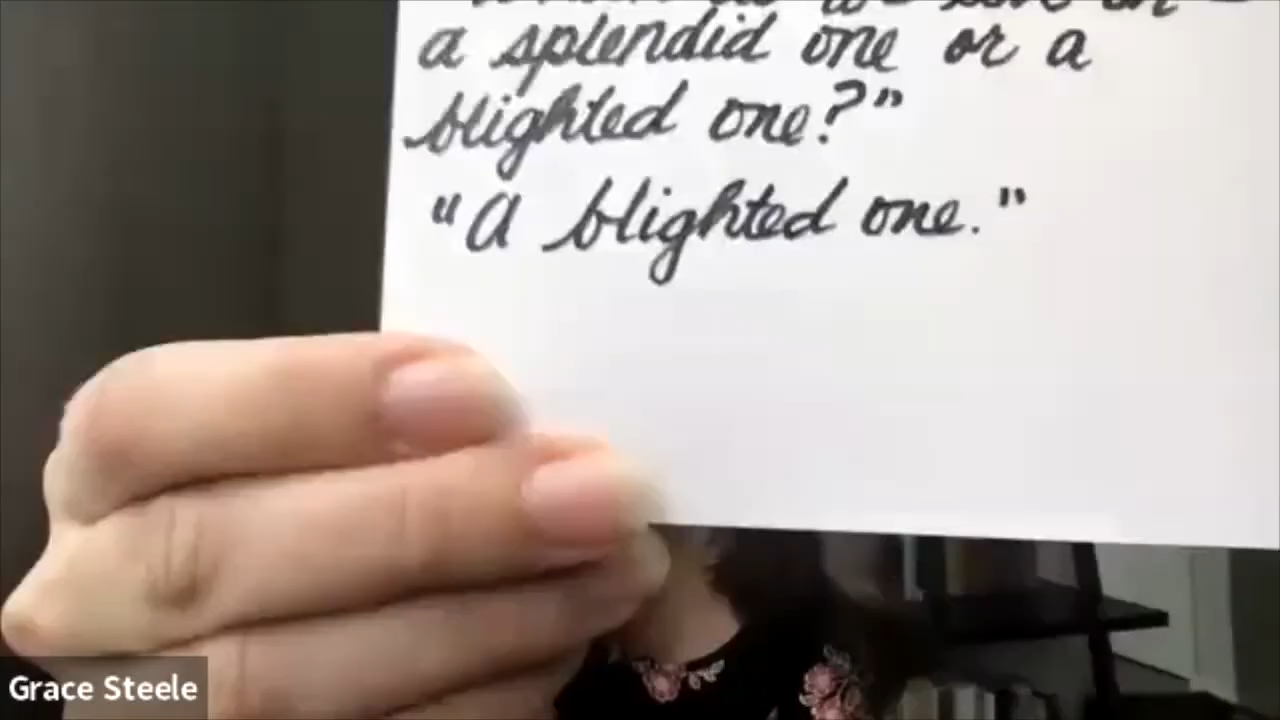 a splendid one or a
blighted one?"
"A blighted one."
Grace Steele